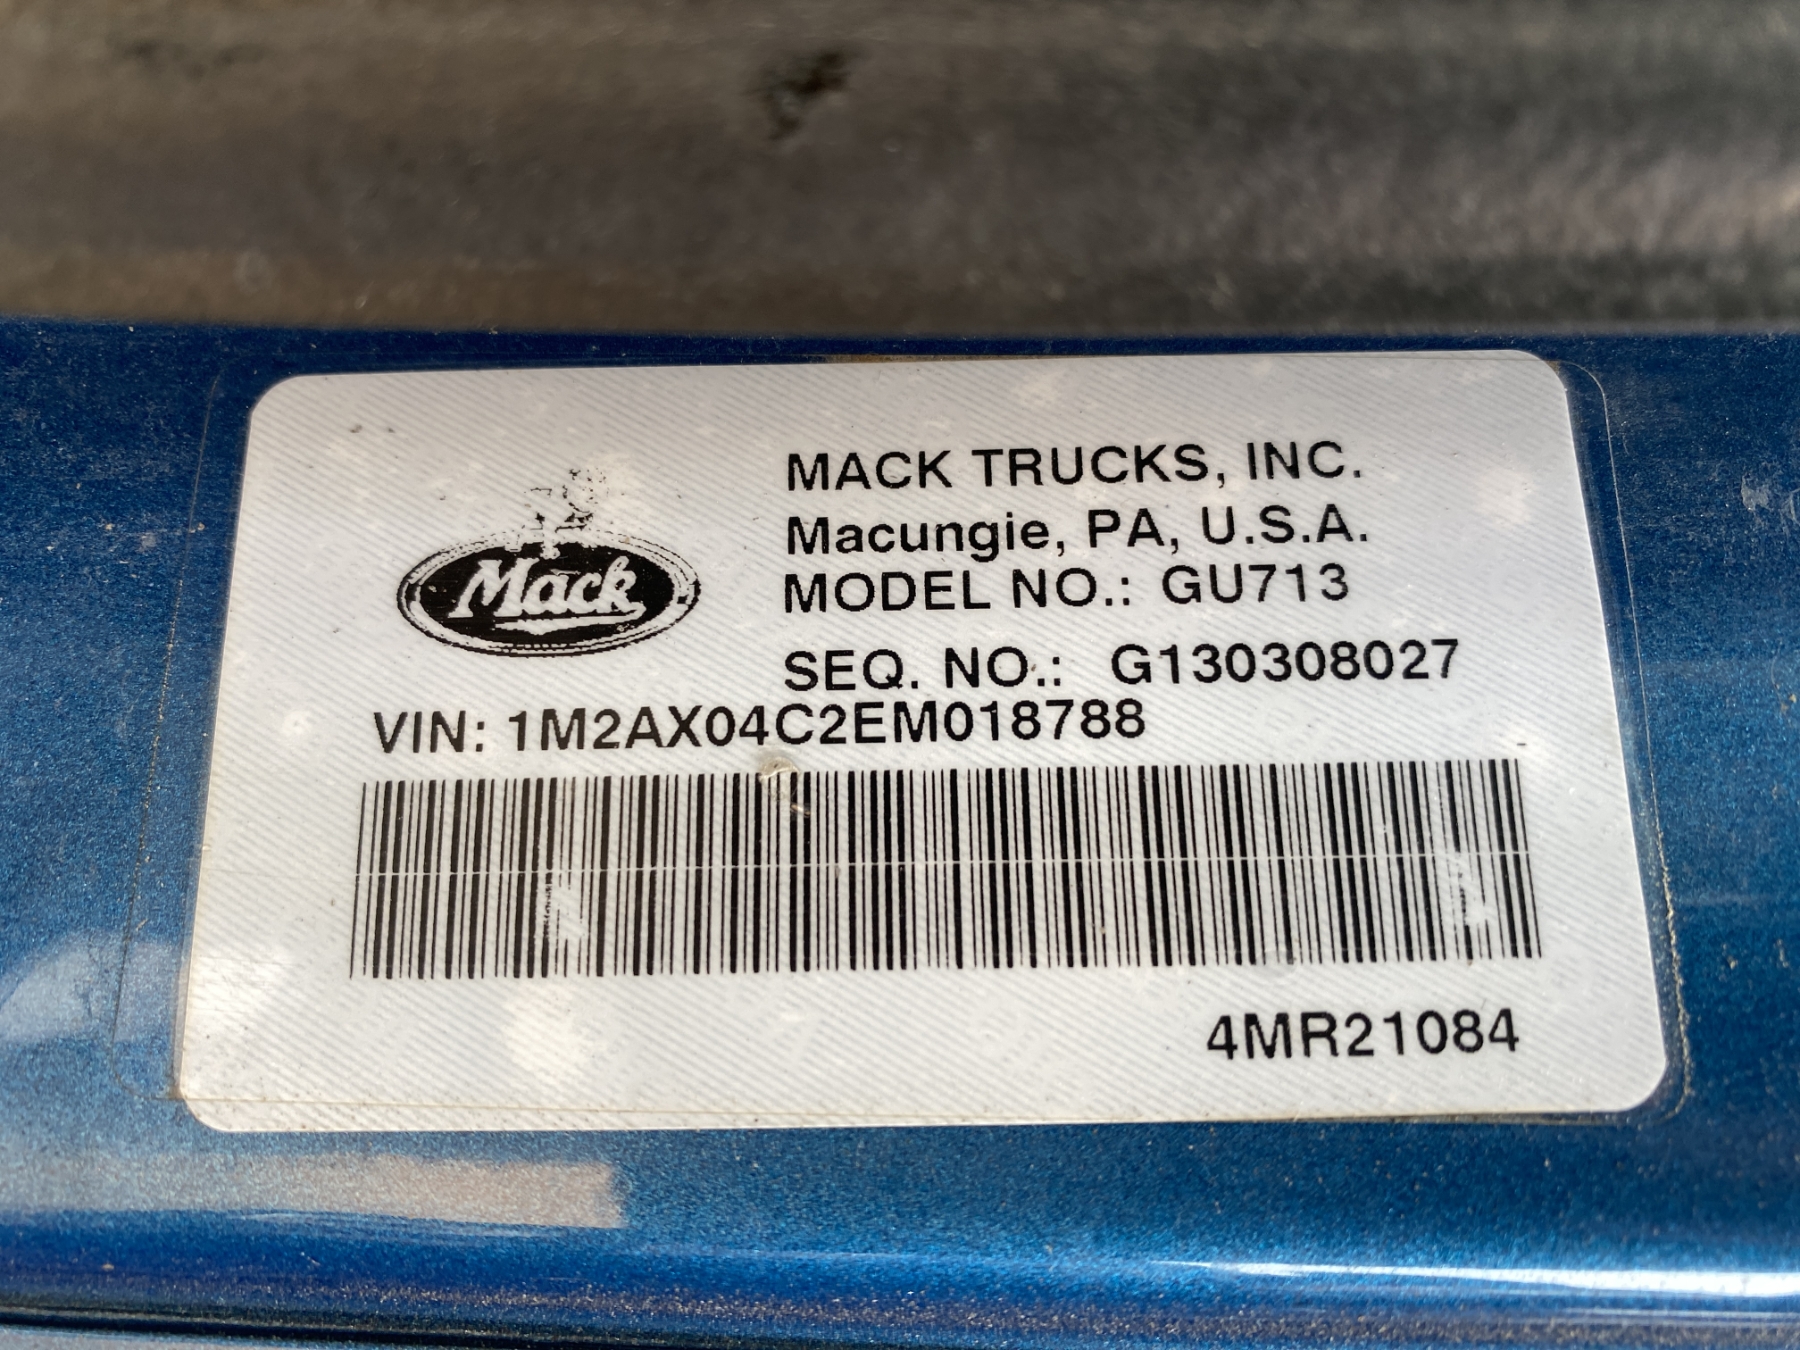 MACK TRUCKS, INC.
Macungie, PA, U.S.A.
Mack
MODEL NO.: GU713
SEQ. NO.: G130308027
VIN: 1M2AX04C2EM018788
4MR21084